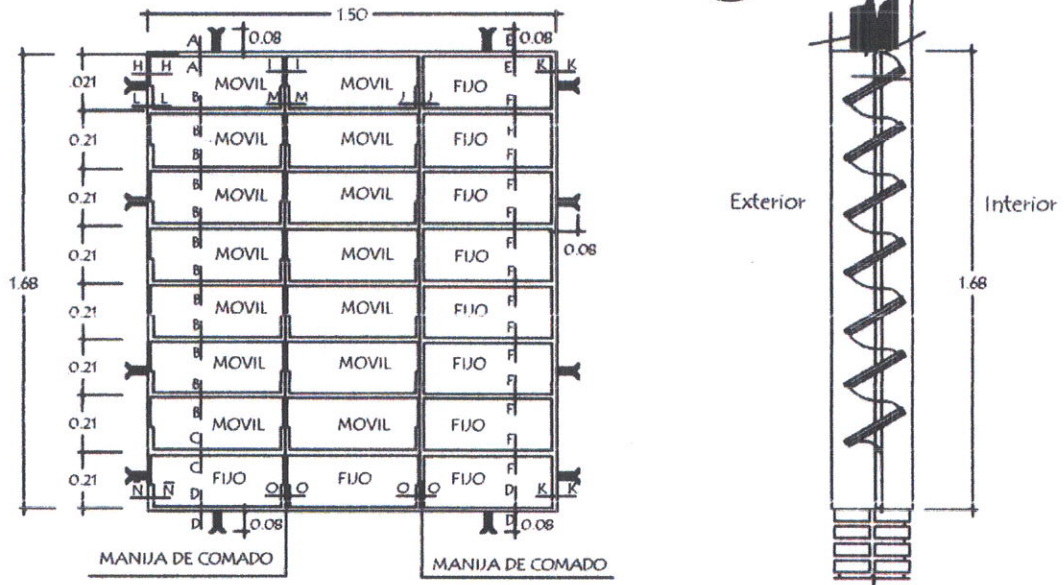 1.50
A 0.08 E 0.08
H H A I I E K K
.021 MOVIL MOVIL FIJO
L L B M M J J F
0.21 B MOVIL MOVIL H FIJO
B F
0.21 B MOVIL MOVIL F FIJO
B F
0.08
0.21 B MOVIL MOVIL F FIJO
B F
1.68
0.21 B MOVIL MOVIL F FIJO
B F
0.21 B MOVIL MOVIL F FIJO
B F
0.21 B MOVIL MOVIL F FIJO
C F
0.21 C FIJO FIJO F FIJO
N Ñ D O O O O D K K
D 0.08 D 0.08
MANIJA DE COMADO MANIJA DE COMADO
Exterior Interior
1.68